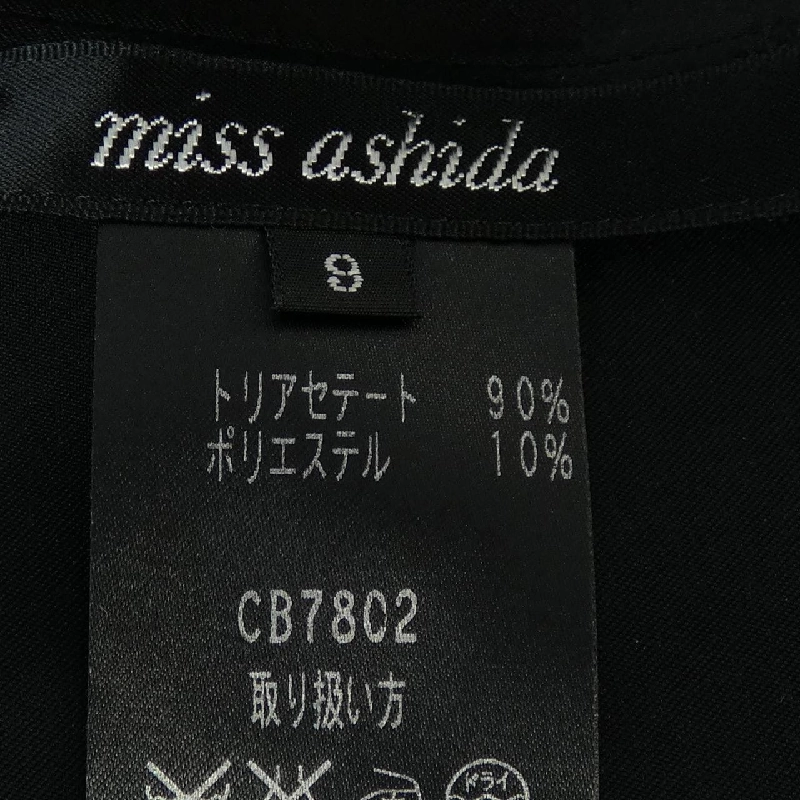 miss ashida
9
トリアセテート 90%
ポリエステル 10%
CB7802
取り扱い方
ドライ